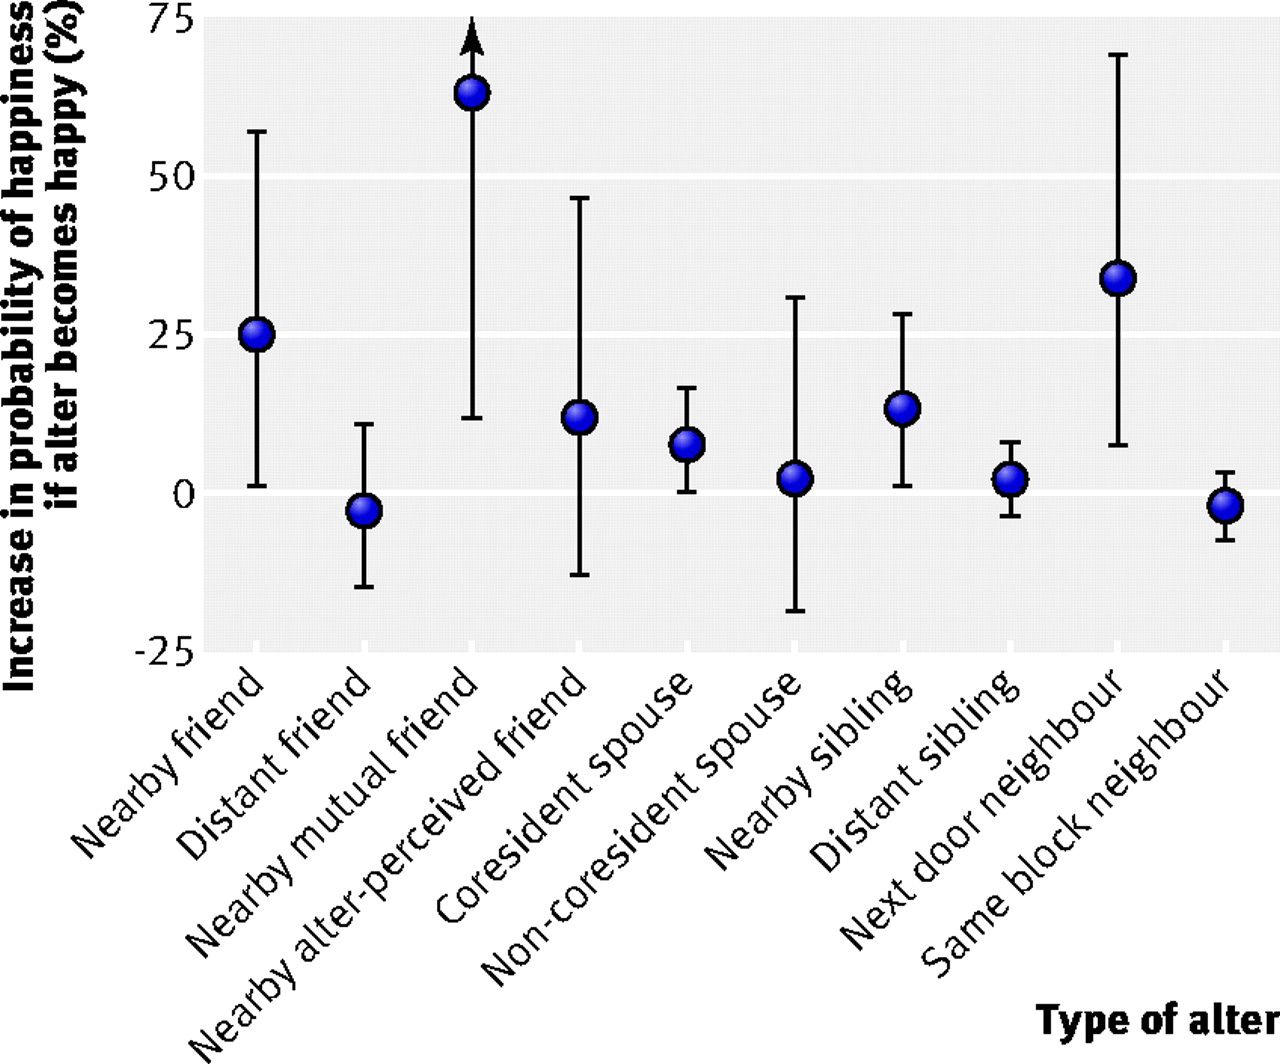 Increase in probability of happiness
if alter becomes happy (%)
75
50
25
0
-25
Nearby friend
Distant friend
Nearby mutual friend
Nearby alter-perceived friend
Coresident spouse
Non-coresident spouse
Nearby sibling
Distant sibling
Next door neighbour
Same block neighbour
Type of alter